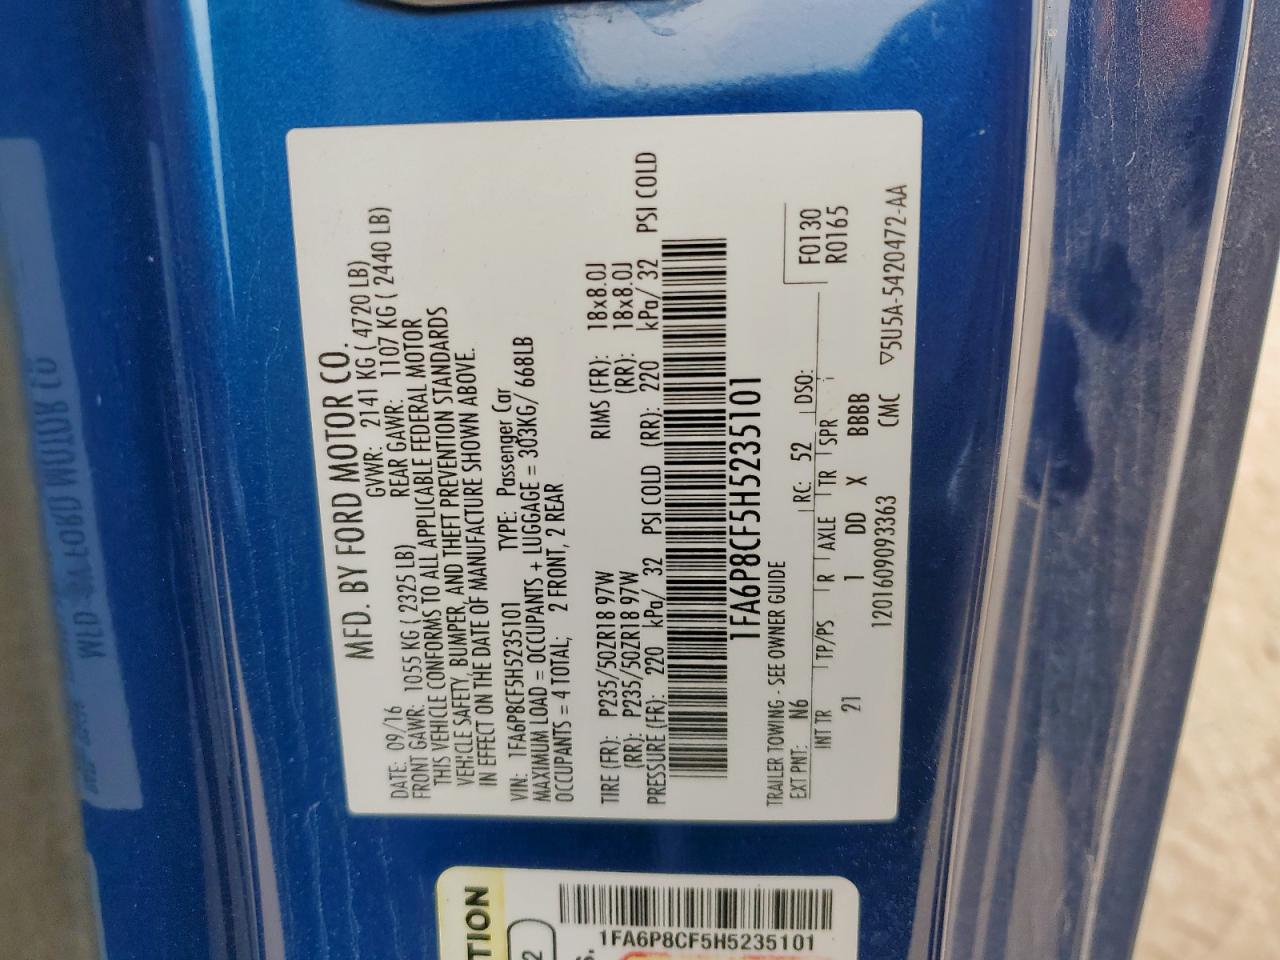 MFD. BY FORD MOTOR CO.
DATE: 09/16 GVWR: 2141 KG ( 4720 LB)
FRONT GAWR: 1055 KG ( 2325 LB) REAR GAWR: 1107 KG ( 2440 LB)
THIS VEHICLE CONFORMS TO ALL APPLICABLE FEDERAL MOTOR
VEHICLE SAFETY, BUMPER, AND THEFT PREVENTION STANDARDS
IN EFFECT ON THE DATE OF MANUFACTURE SHOWN ABOVE.
VIN: 1FA6P8CF5H5235101 TYPE: Passenger Car
MAXIMUM LOAD = OCCUPANTS + LUGGAGE = 303KG/ 668LB
OCCUPANTS = 4 TOTAL; 2 FRONT, 2 REAR
TIRE (FR): P235/50ZR18 97W RIMS (FR): 18x8.0J
(RR): P235/50ZR18 97W (RR): 18x8.0J
PRESSURE (FR): 220 kPa/ 32 PSI COLD (RR): 220 kPa/ 32 PSI COLD
1FA6P8CF5H5235101
TRAILER TOWING - SEE OWNER GUIDE
EXT PNT: N6 RC: 52 DSO: F0130
INT TR TP/PS R AXLE TR SPR R0165
21 1 DD X BBBB
1201609093363 CMC ▽5U5A-5420472-AA
TION
2
S.
1FA6P8CF5H5235101